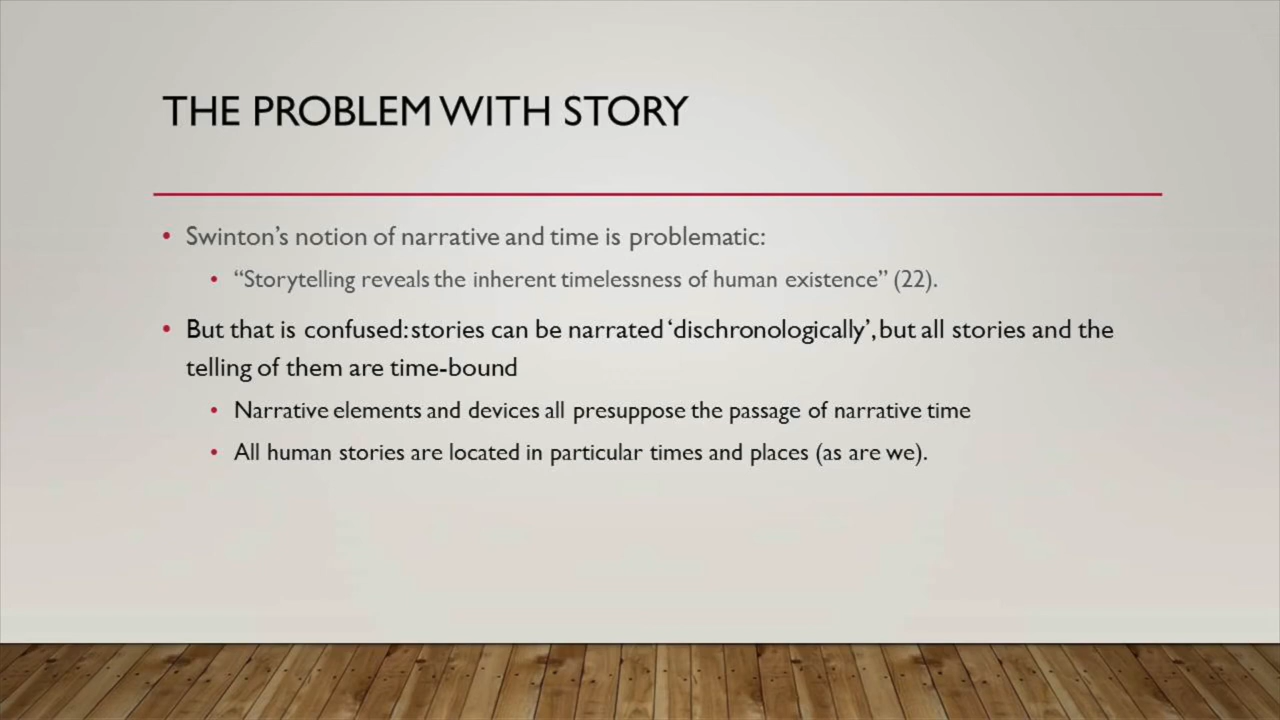 THE PROBLEM WITH STORY
• Swinton’s notion of narrative and time is problematic:
• “Storytelling reveals the inherent timelessness of human existence” (22).
• But that is confused: stories can be narrated ‘dischronologically’, but all stories and the
telling of them are time-bound
• Narrative elements and devices all presuppose the passage of narrative time
• All human stories are located in particular times and places (as are we).